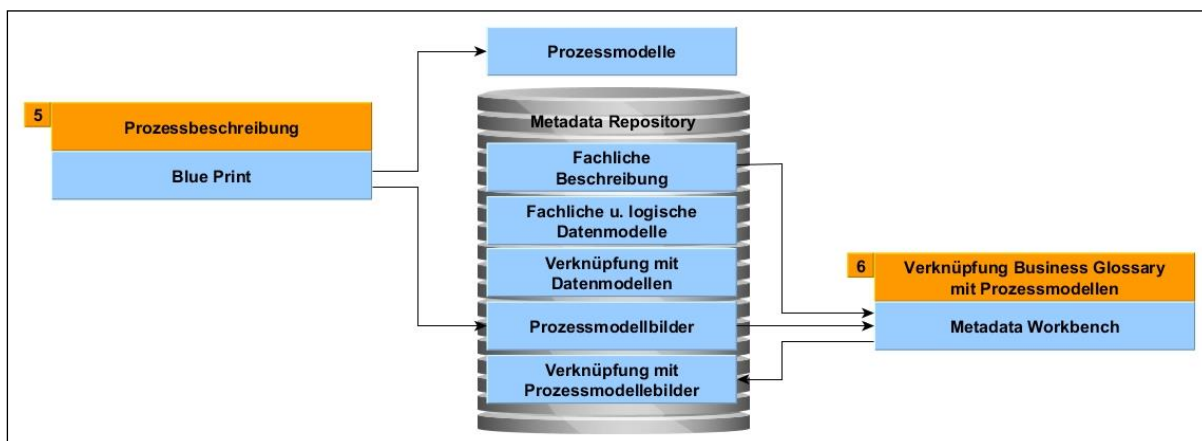 Prozessmodelle
5
Prozessbeschreibung
Blue Print
Metadata Repository
Fachliche
Beschreibung
Fachliche u. logische
Datenmodelle
Verknüpfung mit
Datenmodellen
Prozessmodellbilder
Verknüpfung mit
Prozessmodellebilder
6
Verknüpfung Business Glossary
mit Prozessmodellen
Metadata Workbench